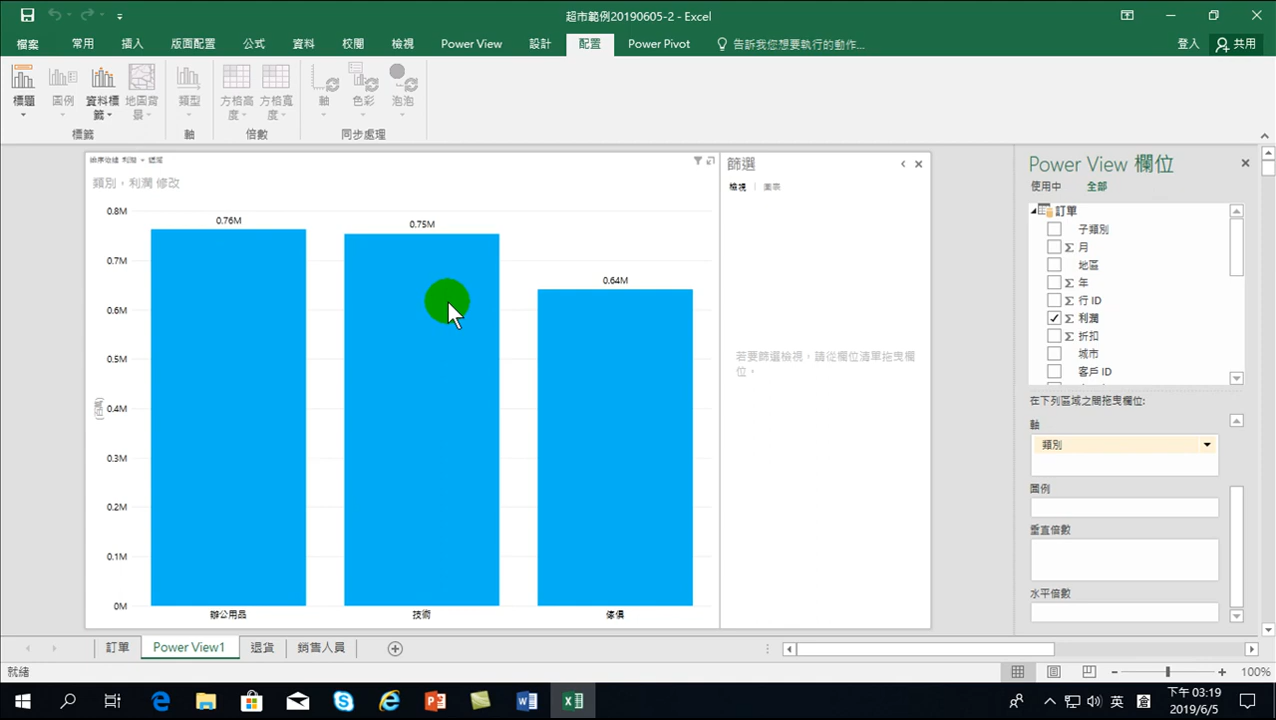 超市範例20190605-2 - Excel
檔案 常用 插入 版面配置 公式 資料 校閱 檢視 Power View 設計 配置 Power Pivot 告訴我您想要執行的動作... 登入 共用
標題 圖例 資料標籤 地圖背景 類型 方格高度 方格寬度 軸 色彩 泡泡
標籤 軸 倍數 同步處理
排序依據 利潤 遞減
類別，利潤 修改
0.8M
0.7M
0.6M
0.5M
0.4M
0.3M
0.2M
0.1M
0M
(百萬)
0.76M 0.75M 0.64M
辦公用品 技術 傢俱
篩選
檢視 圖表
若要篩選檢視，請從欄位清單拖曳欄
位。
Power View 欄位
使用中 全部
訂單
子類別
Σ 月
地區
Σ 年
Σ 行 ID
Σ 利潤
Σ 折扣
城市
客戶 ID
在下列區域之間拖曳欄位:
軸
類別
圖例
垂直倍數
水平倍數
訂單 Power View1 退貨 銷售人員
就緒 100%
英 下午 03:19
2019/6/5